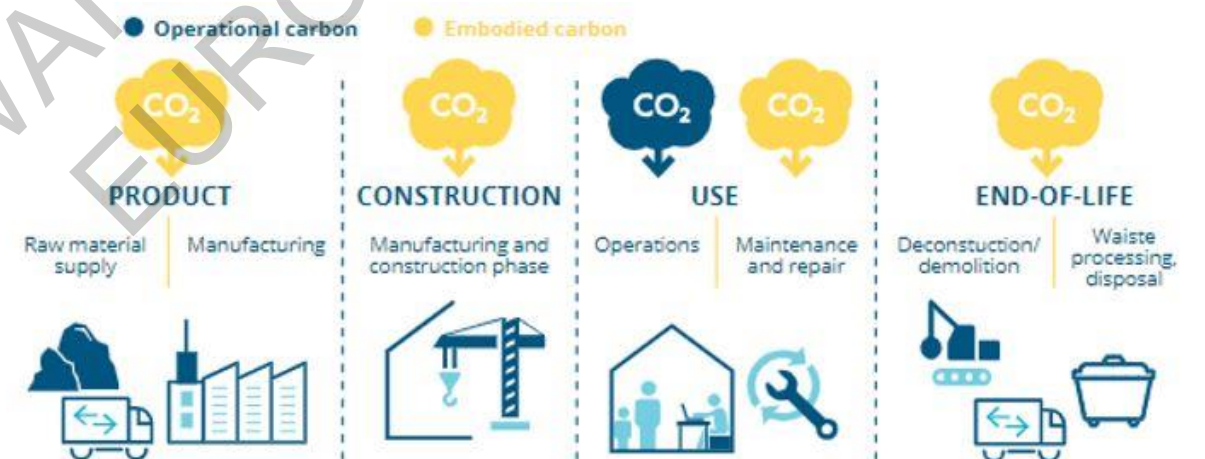 Operational carbon
Embodied carbon
CO₂
CO₂
CO₂
CO₂
CO₂
PRODUCT
CONSTRUCTION
USE
END-OF-LIFE
Raw material
supply
Manufacturing
Manufacturing and
construction phase
Operations
Maintenance
and repair
Deconstuction/
demolition
Waiste
processing,
disposal